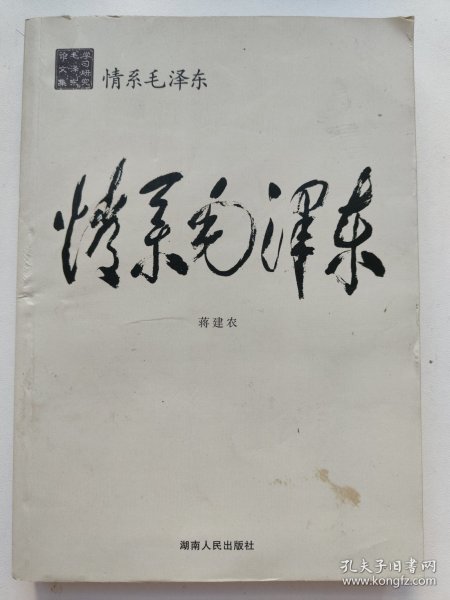 学习研究
毛泽东
论文集
情系毛泽东
情系毛泽东
蒋建农
湖南人民出版社
孔夫子旧书网
www.kongfz.com